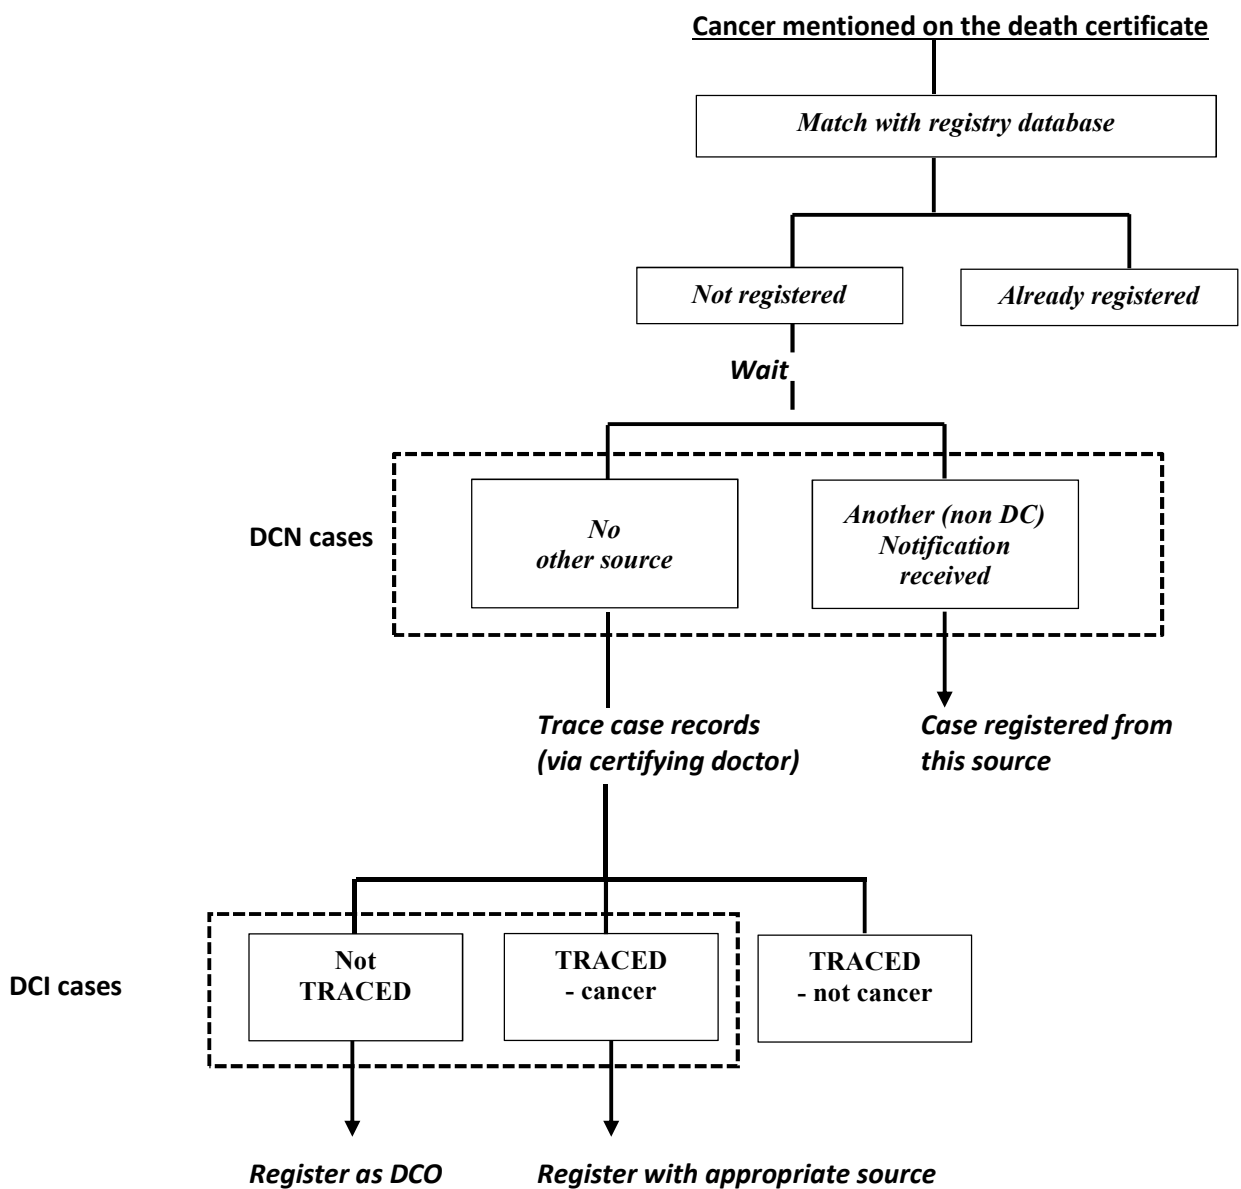 Cancer mentioned on the death certificate
Match with registry database
Not registered
Already registered
Wait
DCN cases
No
other source
Another (non DC)
Notification
received
Trace case records
(via certifying doctor)
Case registered from
this source
DCI cases
Not
TRACED
TRACED
- cancer
TRACED
- not cancer
Register as DCO
Register with appropriate source